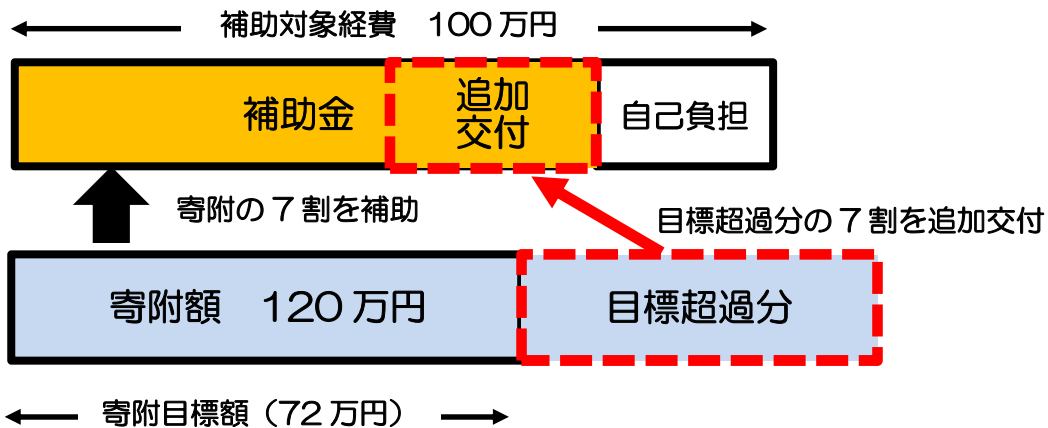 補助対象経費　100万円
補助金
追加
交付
自己負担
寄附の7割を補助
目標超過分の7割を追加交付
寄附額　120万円
目標超過分
寄附目標額（72万円）